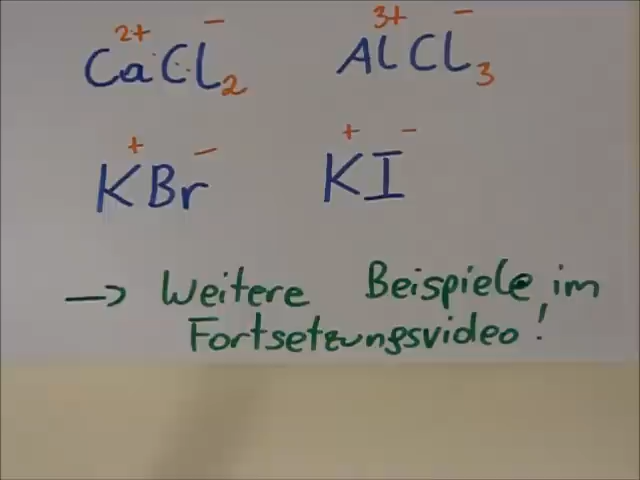 2+ − 3+ −
CaCl2 AlCl3
+ − + −
KBr KI
→ Weitere Beispiele im
Fortsetzungsvideo!